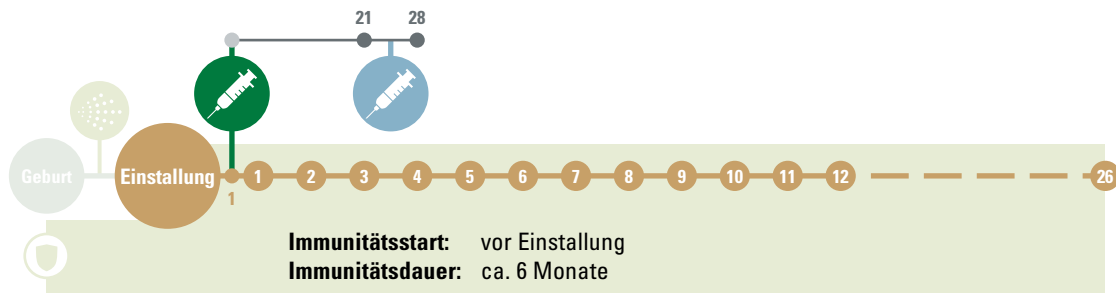 21 28
Geburt Einstallung 1 2 3 4 5 6 7 8 9 10 11 12 26
1
Immunitätsstart: vor Einstallung
Immunitätsdauer: ca. 6 Monate